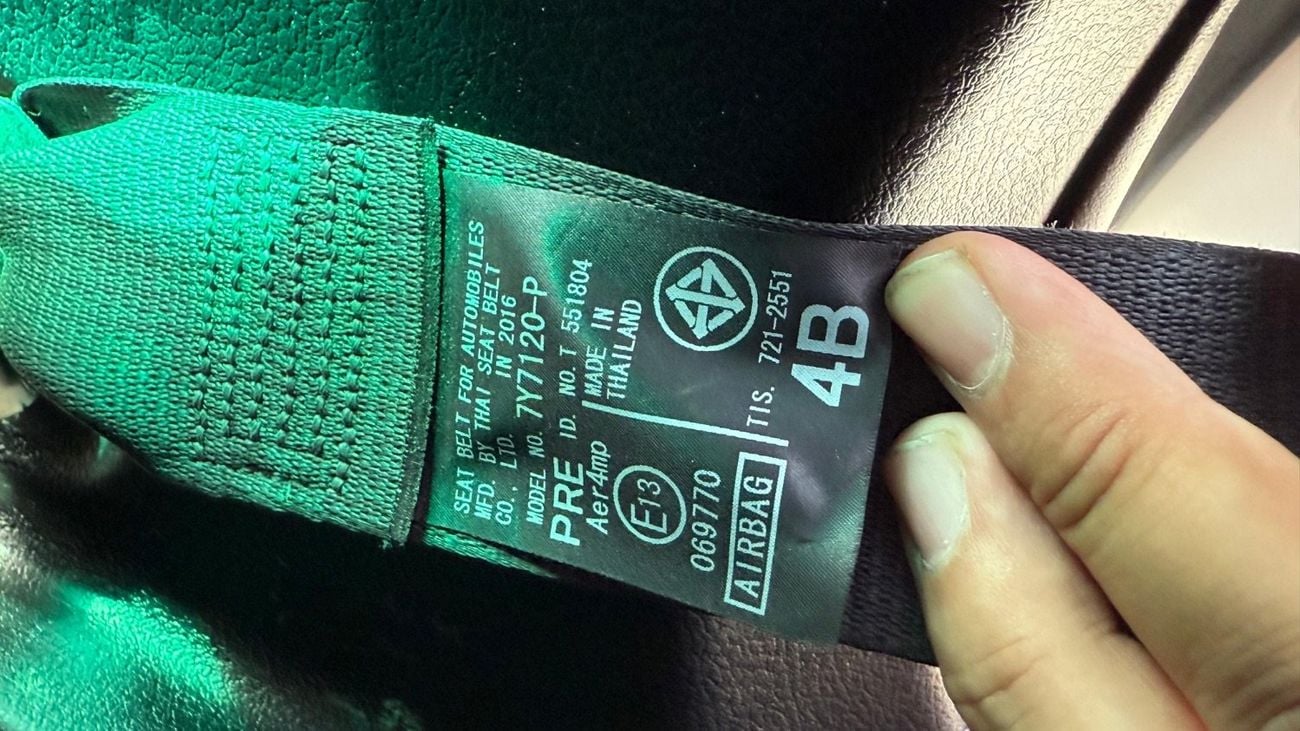 SEAT BELT FOR AUTOMOBILES
MFD. BY THAI SEAT BELT
CO., LTD. IN 2016
MODEL NO. 7Y7120-P
PRE ID. NO. T 551804
Aer4mp
MADE IN
THAILAND
E13
069770
TIS. 721-2551
AIRBAG
4B